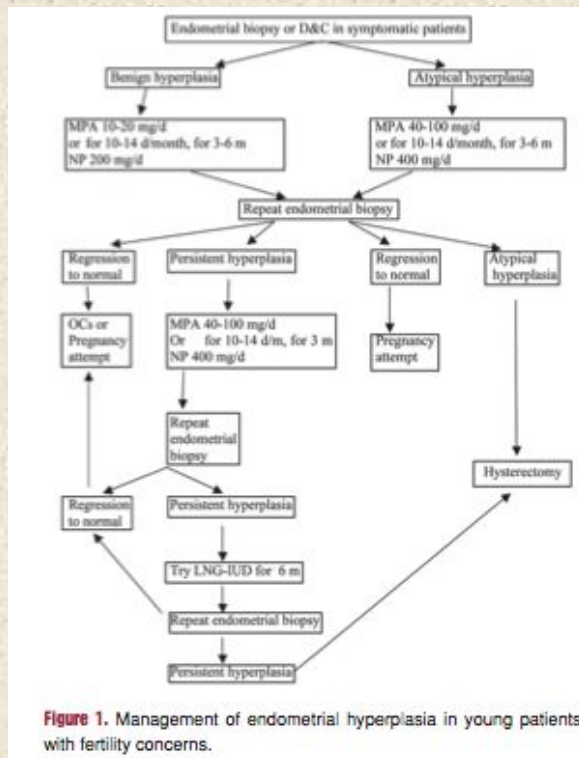 Endometrial biopsy or D&C in symptomatic patients
Benign hyperplasia
Atypical hyperplasia
MPA 10-20 mg/d
or for 10-14 d/month, for 3-6 m
NP 200 mg/d
MPA 40-100 mg/d
or for 10-14 d/month, for 3-6 m
NP 400 mg/d
Repeat endometrial biopsy
Regression
to normal
Persistent hyperplasia
Regression
to normal
Atypical
hyperplasia
OCs or
Pregnancy
attempt
MPA 40-100 mg/d
Or for 10-14 d/m, for 3 m
NP 400 mg/d
Pregnancy
attempt
Repeat
endometrial
biopsy
Hysterectomy
Regression
to normal
Persistent hyperplasia
Try LNG-IUD for 6 m
Repeat endometrial biopsy
Persistent hyperplasia
Figure 1. Management of endometrial hyperplasia in young patients
with fertility concerns.